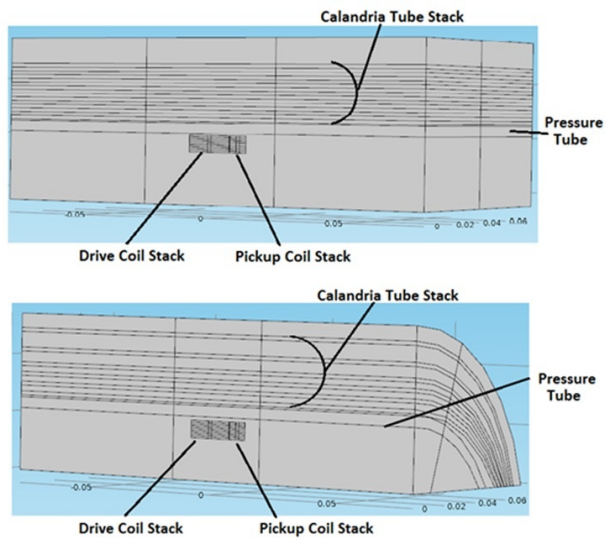 Calandria Tube Stack
Pressure
Tube
-0.05
0
0.05
0
0.02
0.04
0.06
Drive Coil Stack
Pickup Coil Stack
Calandria Tube Stack
Pressure
Tube
-0.05
0
0.05
0
0.02
0.04
0.06
Drive Coil Stack
Pickup Coil Stack